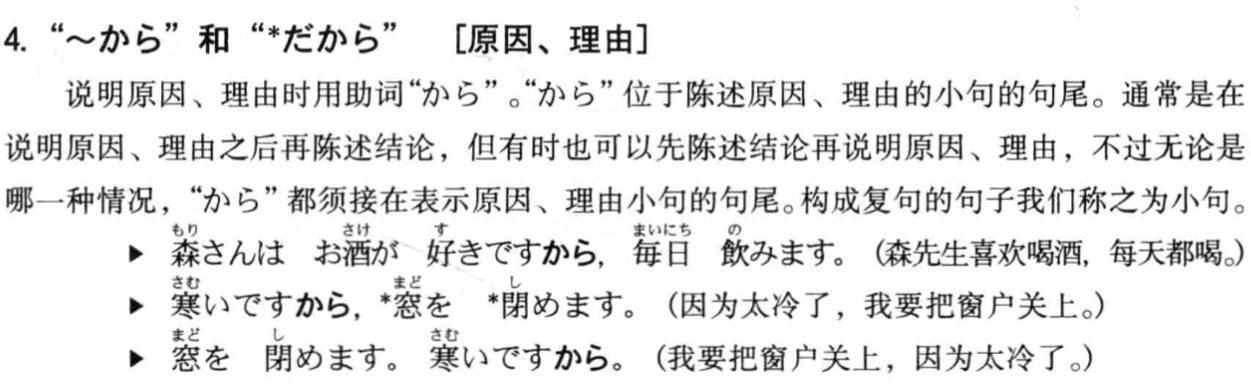 4. “～から” 和 “*だから” [原因、理由]
说明原因、理由时用助词“から”。“から”位于陈述原因、理由的小句的句尾。通常是在
说明原因、理由之后再陈述结论，但有时也可以先陈述结论再说明原因、理由，不过无论是
哪一种情况，“から”都须接在表示原因、理由小句的句尾。构成复句的句子我们称之为小句。
もり さけ す まいにち の
▶ 森さんは お酒が 好きですから，毎日 飲みます。（森先生喜欢喝酒，每天都喝。）
さむ まど し
▶ 寒いですから，*窓を *閉めます。（因为太冷了，我要把窗户关上。）
まど し さむ
▶ 窓を 閉めます。寒いですから。（我要把窗户关上，因为太冷了。）